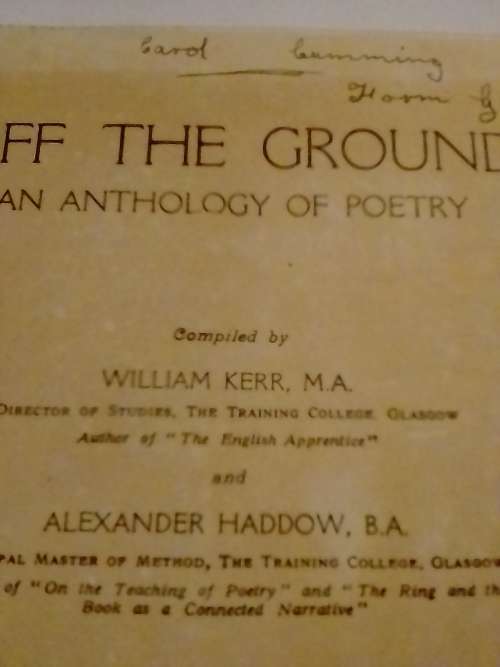 Carol Cumming
Form G
FF THE GROUND
AN ANTHOLOGY OF POETRY
Compiled by
WILLIAM KERR, M.A.
DIRECTOR OF STUDIES, THE TRAINING COLLEGE, GLASGOW
Author of "The English Apprentice"
and
ALEXANDER HADDOW, B.A.
PAL MASTER OF METHOD, THE TRAINING COLLEGE, GLASGOW
of "On the Teaching of Poetry" and "The Ring and the
Book as a Connected Narrative"